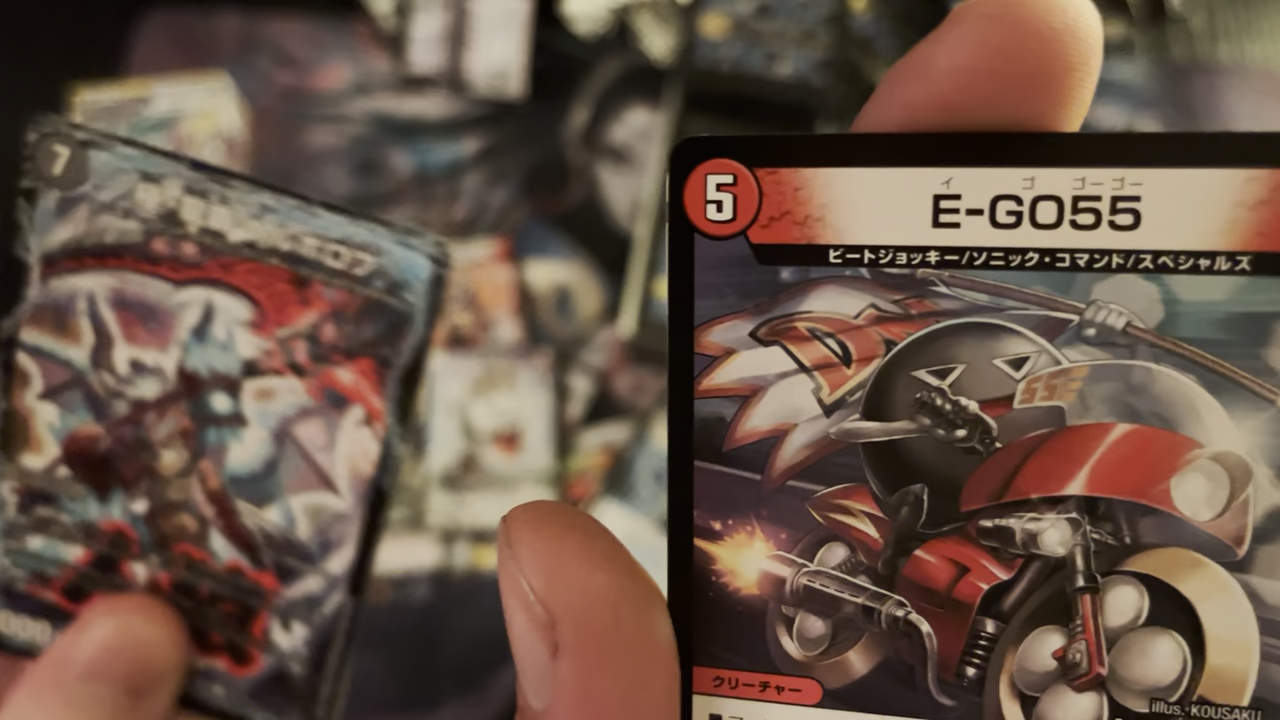 7
5
イ ゴ ゴーゴー
E-GO55
ビートジョッキー/ソニック・コマンド/スペシャルズ
55
クリーチャー
illus. KOUSAKU